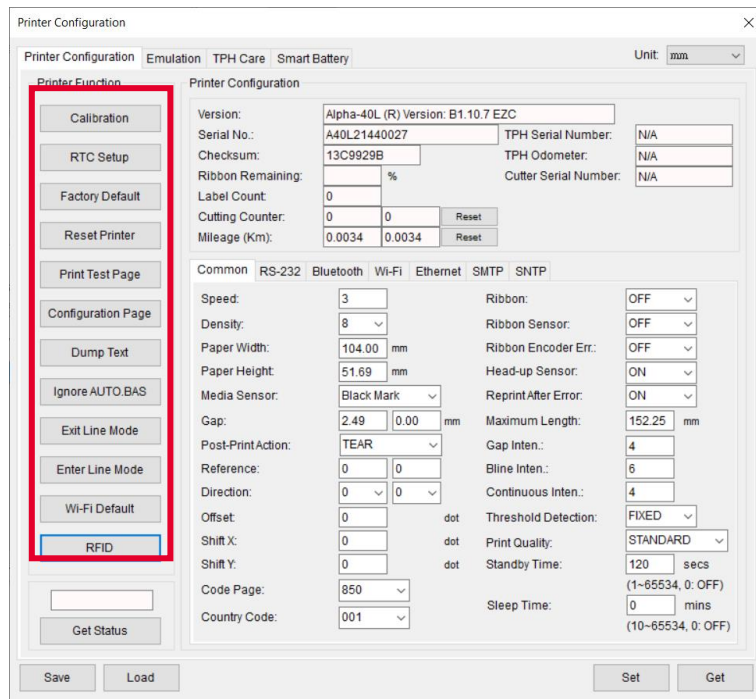 Printer Configuration
Printer Configuration Emulation TPH Care Smart Battery Unit: mm
Printer Function
Calibration
RTC Setup
Factory Default
Reset Printer
Print Test Page
Configuration Page
Dump Text
Ignore AUTO.BAS
Exit Line Mode
Enter Line Mode
Wi-Fi Default
RFID
Get Status
Printer Configuration
Version: Alpha-40L (R) Version: B1.10.7 EZC
Serial No.: A40L21440027 TPH Serial Number: N/A
Checksum: 13C9929B TPH Odometer: N/A
Ribbon Remaining: % Cutter Serial Number: N/A
Label Count: 0
Cutting Counter: 0 0 Reset
Mileage (Km): 0.0034 0.0034 Reset
Common RS-232 Bluetooth Wi-Fi Ethernet SMTP SNTP
Speed: 3 Ribbon: OFF
Density: 8 Ribbon Sensor: OFF
Paper Width: 104.00 mm Ribbon Encoder Err.: OFF
Paper Height: 51.69 mm Head-up Sensor: ON
Media Sensor: Black Mark Reprint After Error: ON
Gap: 2.49 0.00 mm Maximum Length: 152.25 mm
Post-Print Action: TEAR Gap Inten.: 4
Reference: 0 0 Bline Inten.: 6
Direction: 0 0 Continuous Inten.: 4
Offset: 0 dot Threshold Detection: FIXED
Shift X: 0 dot Print Quality: STANDARD
Shift Y: 0 dot Standby Time: 120 secs
(1~65534, 0: OFF)
Code Page: 850
Sleep Time: 0 mins
Country Code: 001
(10~65534, 0: OFF)
Save Load Set Get